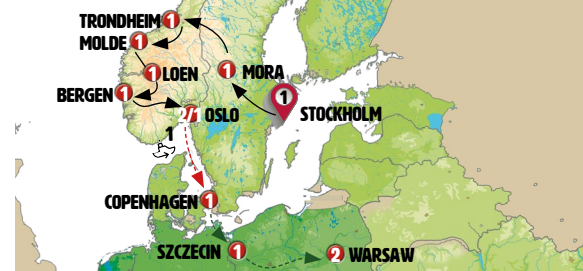 TRONDHEIM 1
MOLDE 1
1 LOEN
1 MORA
BERGEN 1
2/1 OSLO
1 STOCKHOLM
1
COPENHAGEN 1
SZCZECIN 1
2 WARSAW